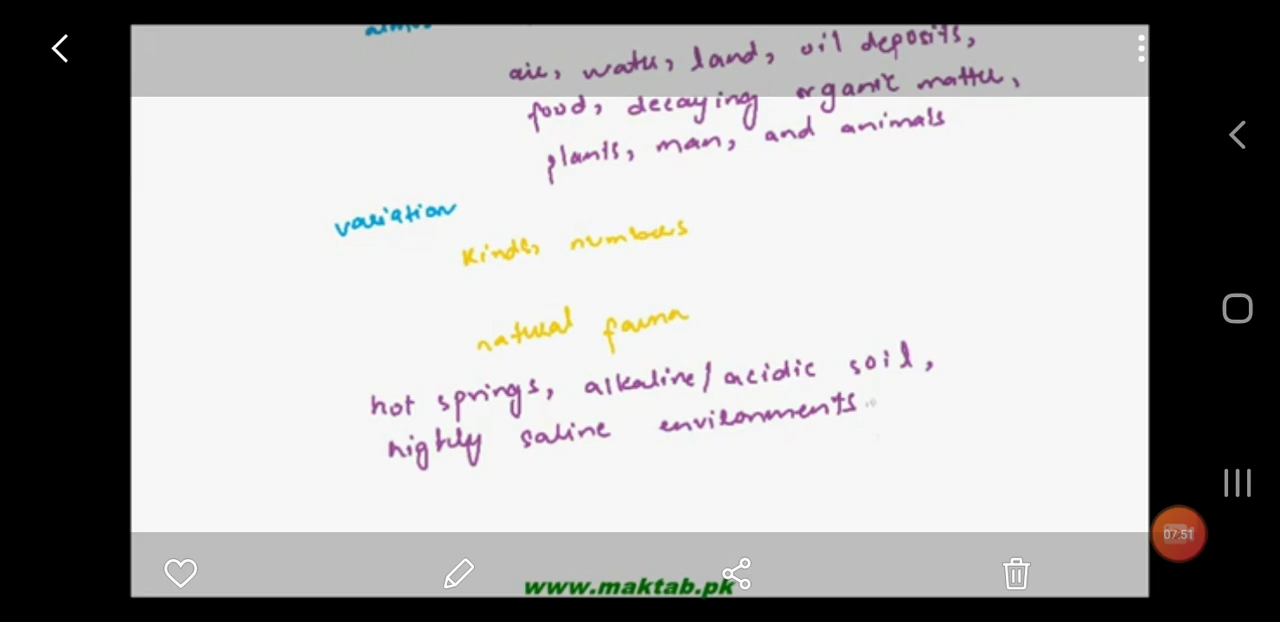 air, water, land, oil deposits,
food, decaying organic matter,
plants, man, and animals
variation
Kinds, numbers
natural fauna
hot springs, alkaline/acidic soil,
highly saline environments
07:51
www.maktab.pk